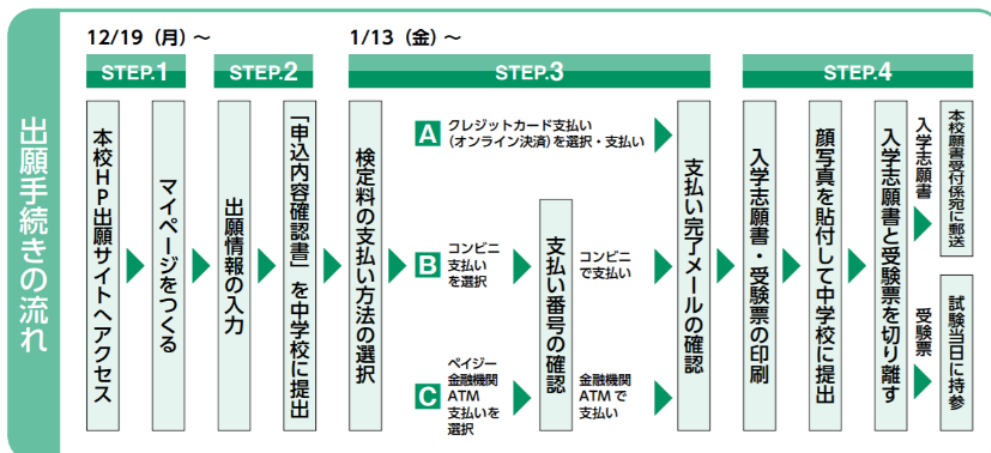 出願手続きの流れ
12/19（月）～
STEP.1
本校HP出願サイトへアクセス
マイページをつくる
STEP.2
出願情報の入力
「申込内容確認書」を中学校に提出
1/13（金）～
STEP.3
検定料の支払い方法の選択
A
クレジットカード支払い
（オンライン決済）を選択・支払い
B
コンビニ
支払い
を選択
C
ペイジー
金融機関
ATM
支払いを
選択
支払い番号の確認
コンビニ
で支払い
金融機関
ATMで
支払い
支払い完了メールの確認
STEP.4
入学志願書・受験票の印刷
顔写真を貼付して中学校に提出
入学志願書と受験票を切り離す
入学志願書
本校願書受付係宛に郵送
受験票
試験当日に持参